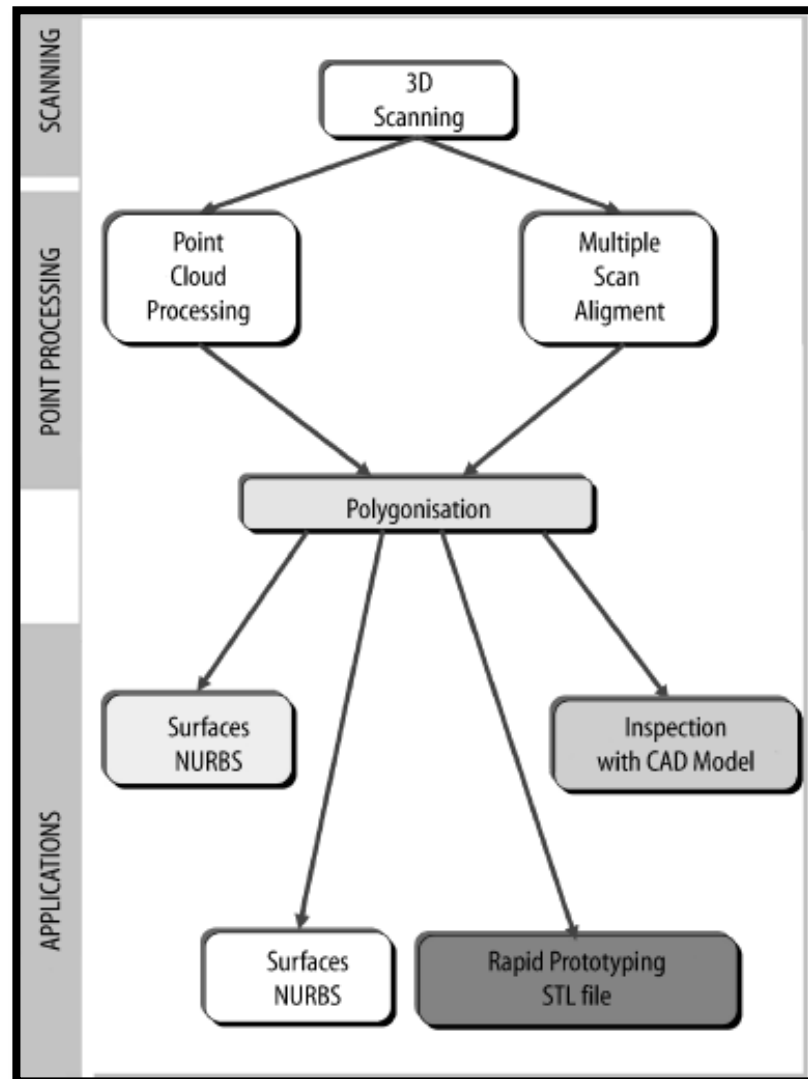 SCANNING
3D
Scanning
POINT PROCESSING
Point
Cloud
Processing
Multiple
Scan
Aligment
Polygonisation
APPLICATIONS
Surfaces
NURBS
Inspection
with CAD Model
Surfaces
NURBS
Rapid Prototyping
STL file